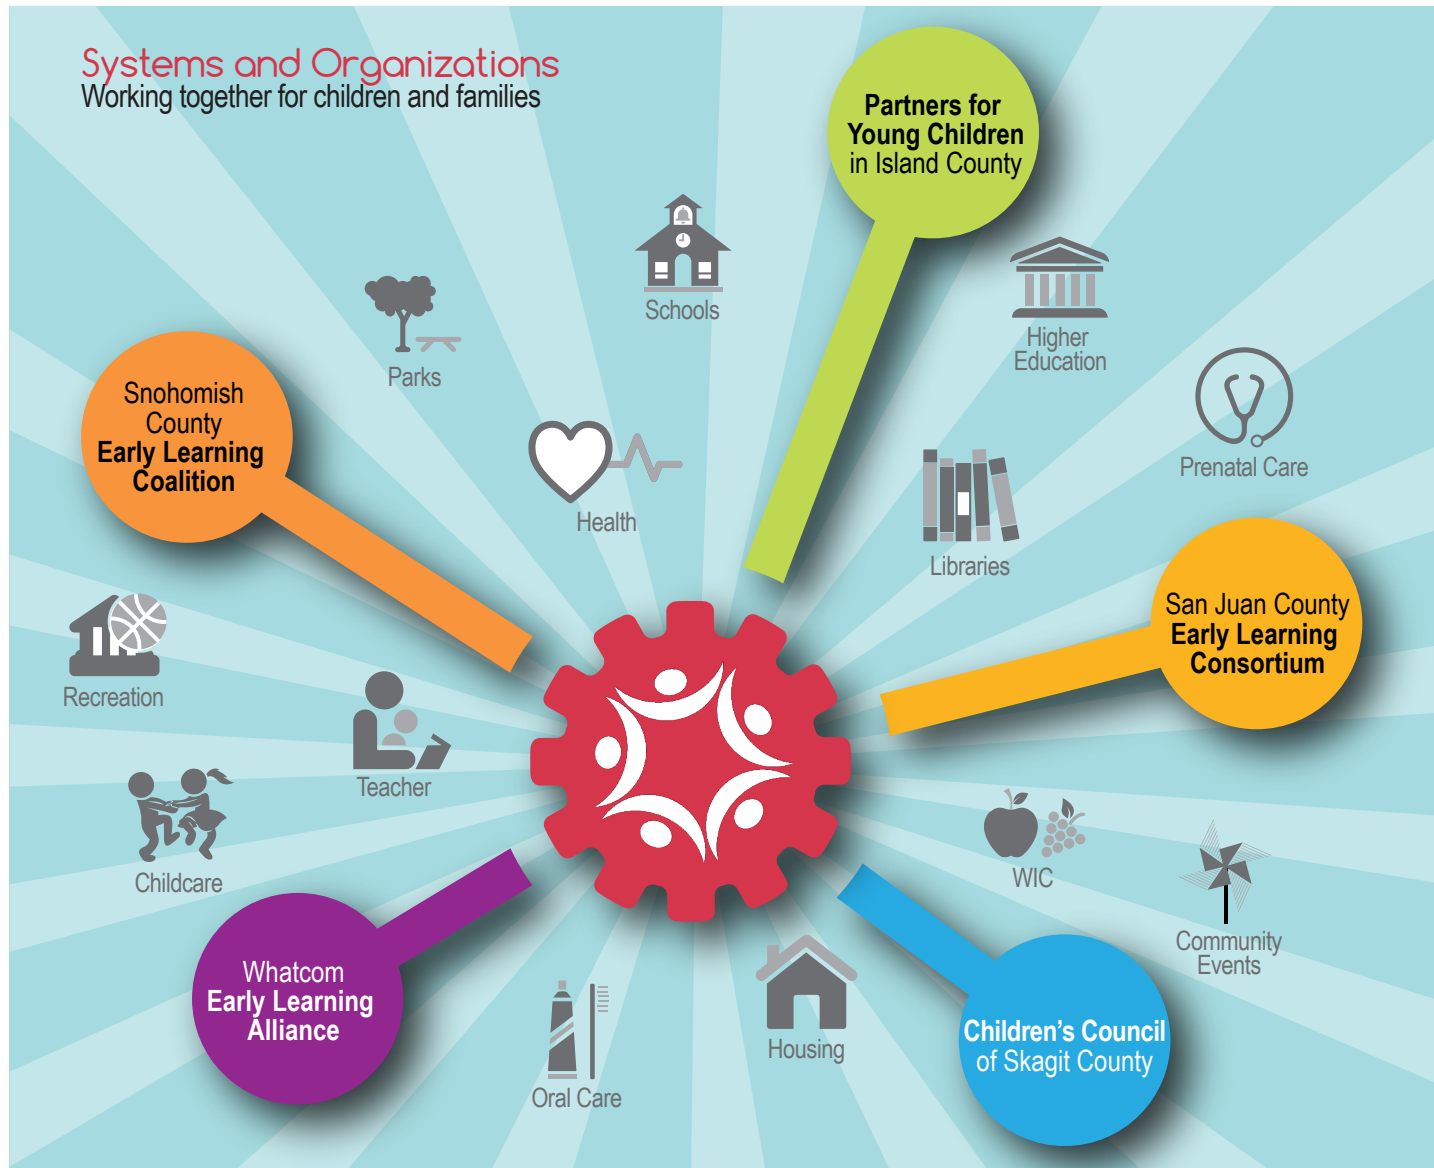 Systems and Organizations
Working together for children and families
Partners for
Young Children
in Island County
Schools
Higher
Education
Parks
Prenatal Care
Snohomish
County
Early Learning
Coalition
Health
Libraries
San Juan County
Early Learning
Consortium
Recreation
Teacher
Childcare
WIC
Community
Events
Whatcom
Early Learning
Alliance
Housing
Children's Council
of Skagit County
Oral Care